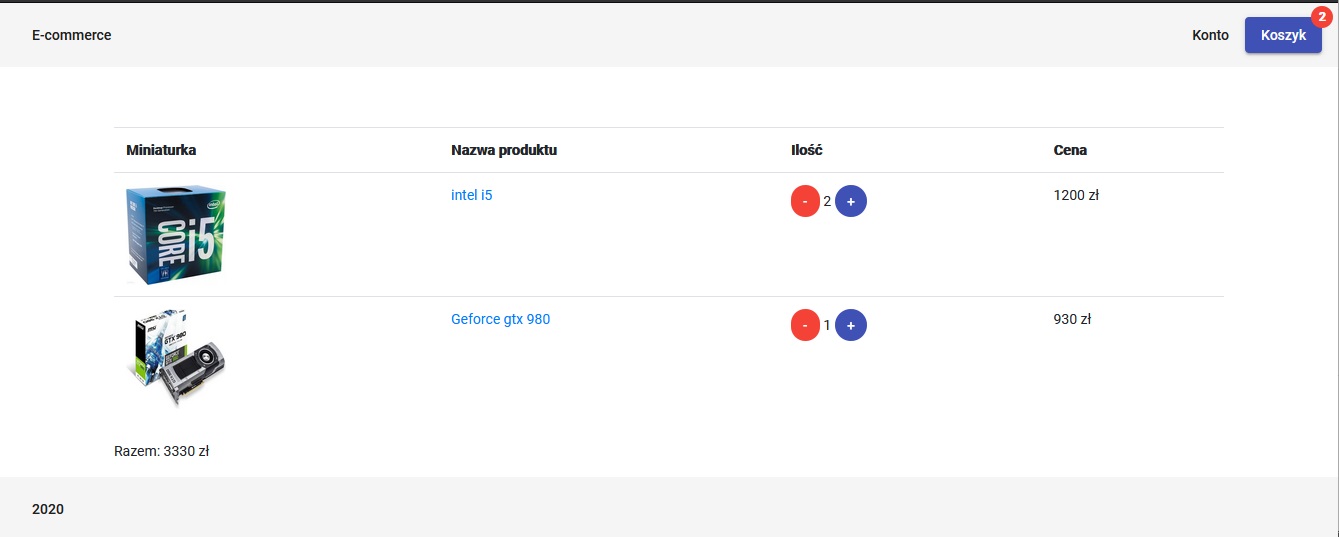 E-commerce Konto Koszyk 2
Miniaturka Nazwa produktu Ilość Cena
CORE i5 intel i5 - 2 + 1200 zł
GTX 980 Geforce gtx 980 - 1 + 930 zł
Razem: 3330 zł
2020